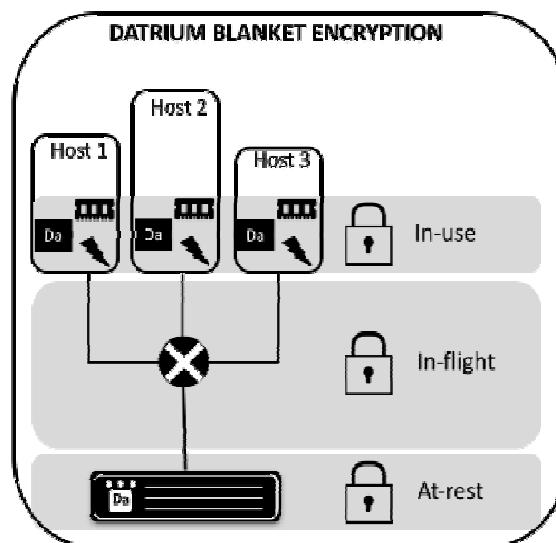 DATRIUM BLANKET ENCRYPTION
Host 1
Host 2
Host 3
Da
Da
Da
In-use
In-flight
Da
At-rest